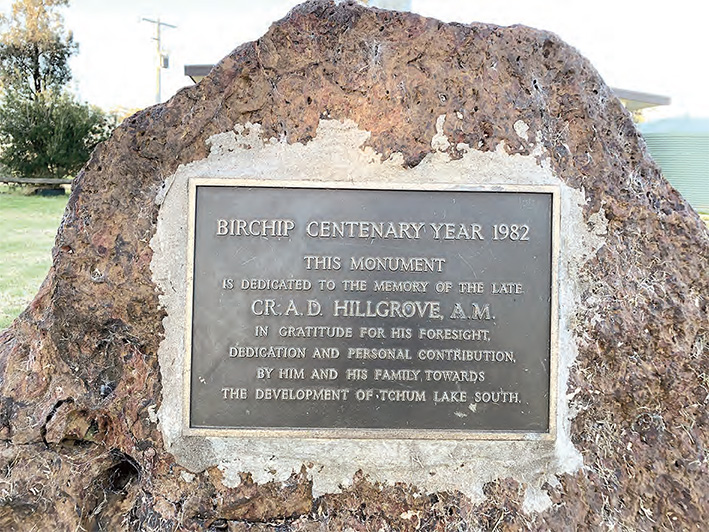 BIRCHIP CENTENARY YEAR 1982
THIS MONUMENT
IS DEDICATED TO THE MEMORY OF THE LATE
CR. A. D. HILLGROVE, A.M.
IN GRATITUDE FOR HIS FORESIGHT,
DEDICATION AND PERSONAL CONTRIBUTION,
BY HIM AND HIS FAMILY, TOWARDS
THE DEVELOPMENT OF TCHUM LAKE SOUTH.